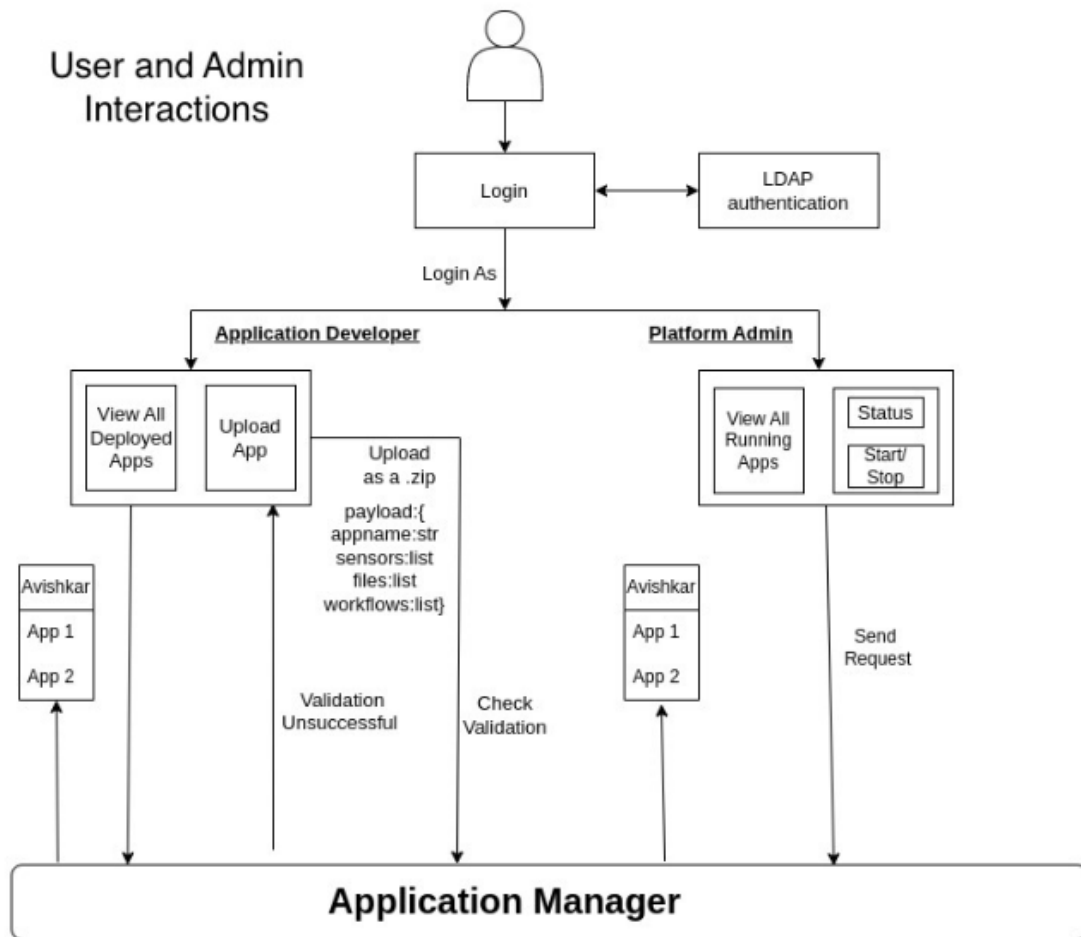 User and Admin
Interactions
Login
LDAP
authentication
Login As
Application Developer
Platform Admin
View All
Deployed
Apps
Upload
App
Upload
as a .zip
payload:{
appname:str
sensors:list
files:list
workflows:list}
View All
Running
Apps
Status
Start/
Stop
Avishkar
App 1
App 2
Validation
Unsuccessful
Check
Validation
Avishkar
App 1
App 2
Send
Request
Application Manager